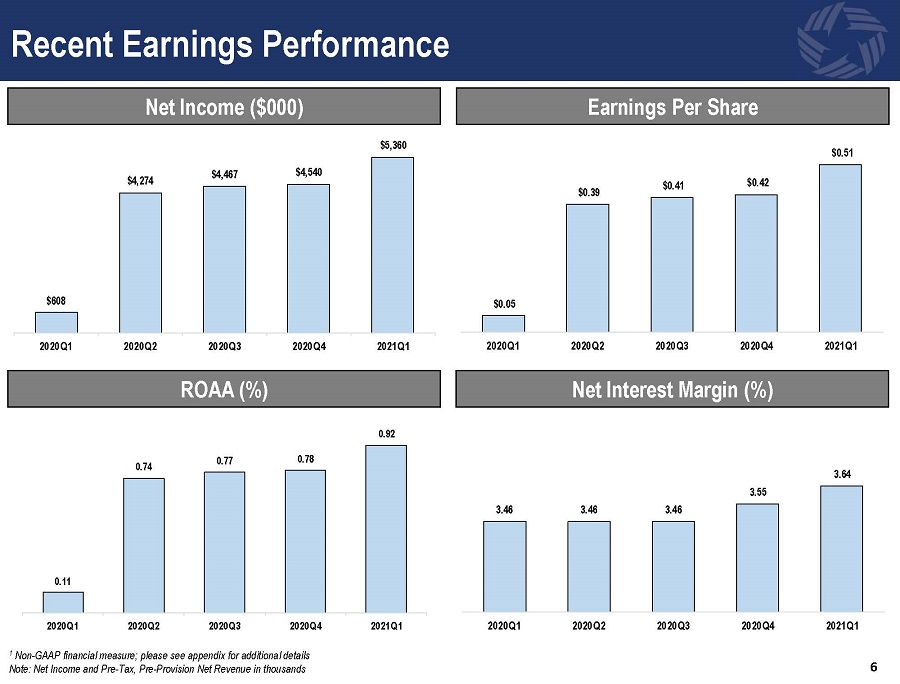 Recent Earnings Performance
Net Income ($000)
$608
$4,274
$4,467
$4,540
$5,360
2020Q1 2020Q2 2020Q3 2020Q4 2021Q1
Earnings Per Share
$0.05
$0.39
$0.41
$0.42
$0.51
2020Q1 2020Q2 2020Q3 2020Q4 2021Q1
ROAA (%)
0.11
0.74
0.77
0.78
0.92
2020Q1 2020Q2 2020Q3 2020Q4 2021Q1
Net Interest Margin (%)
3.46
3.46
3.46
3.55
3.64
2020Q1 2020Q2 2020Q3 2020Q4 2021Q1
1 Non-GAAP financial measure; please see appendix for additional details
Note: Net Income and Pre-Tax, Pre-Provision Net Revenue in thousands
6